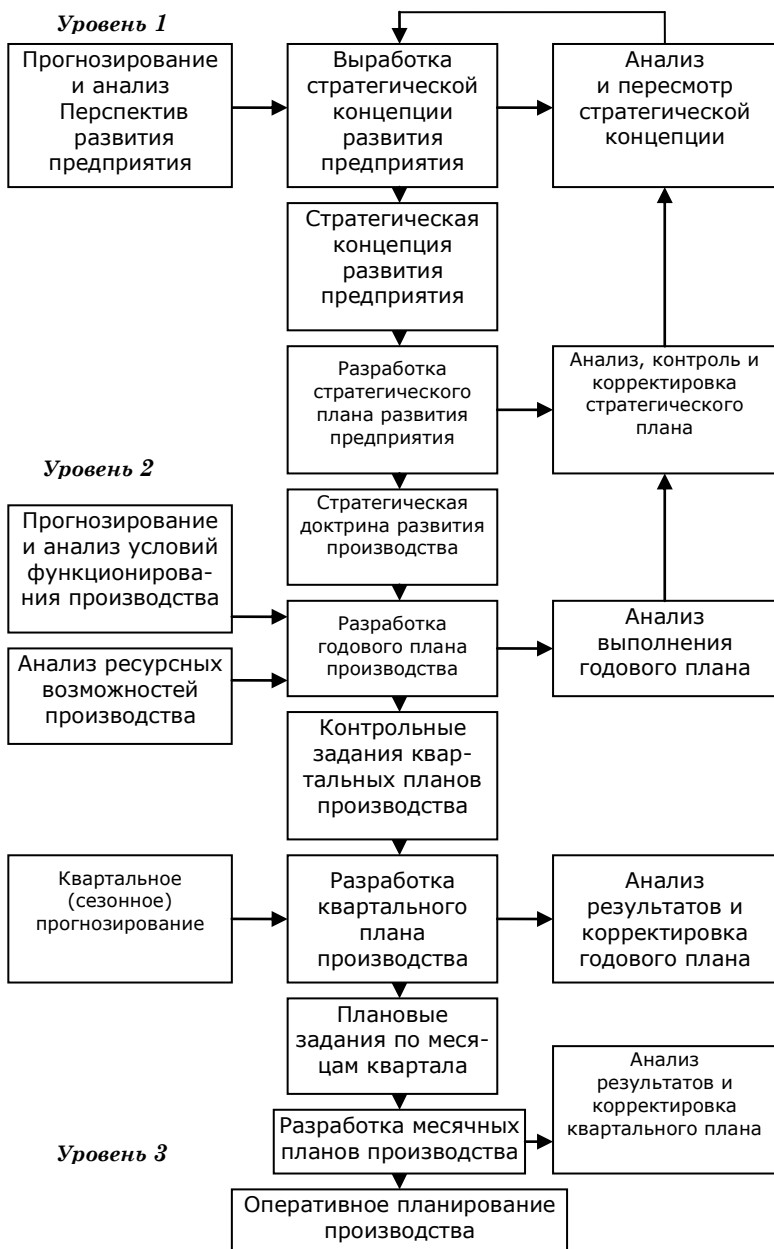 Уровень 1
Прогнозирование
и анализ
Перспектив
развития
предприятия
Выработка
стратегической
концепции
развития
предприятия
Анализ
и пересмотр
стратегической
концепции
Стратегическая
концепция
развития
предприятия
Разработка
стратегического
плана развития
предприятия
Анализ, контроль и
корректировка
стратегического
плана
Уровень 2
Стратегическая
доктрина развития
производства
Прогнозирование
и анализ условий
функционирова-
ния производства
Разработка
годового плана
производства
Анализ
выполнения
годового плана
Анализ ресурсных
возможностей
производства
Контрольные
задания квар-
тальных планов
производства
Квартальное
(сезонное)
прогнозирование
Разработка
квартального
плана
производства
Анализ
результатов и
корректировка
годового плана
Плановые
задания по меся-
цам квартала
Анализ
результатов и
корректировка
квартального плана
Разработка месячных
планов производства
Уровень 3
Оперативное планирование
производства